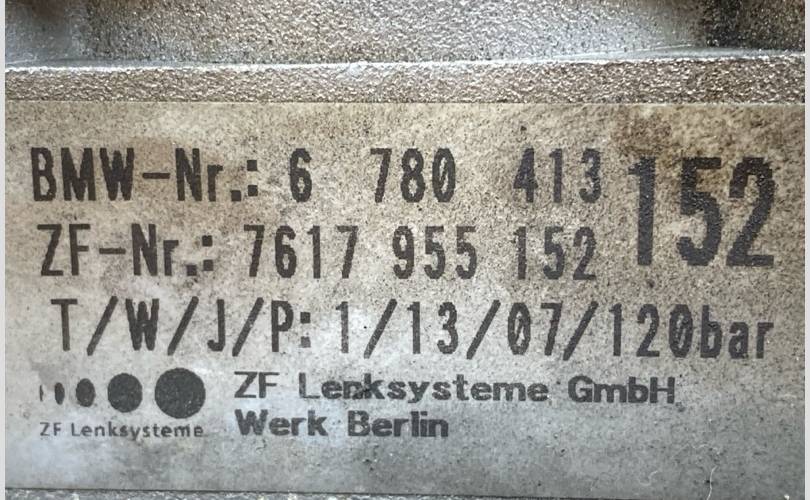 BMW-Nr.: 6 780 413 152
ZF-Nr.: 7617 955 152
T/W/J/P: 1/13/07/120bar
ZF Lenksysteme GmbH
ZF Lenksysteme Werk Berlin